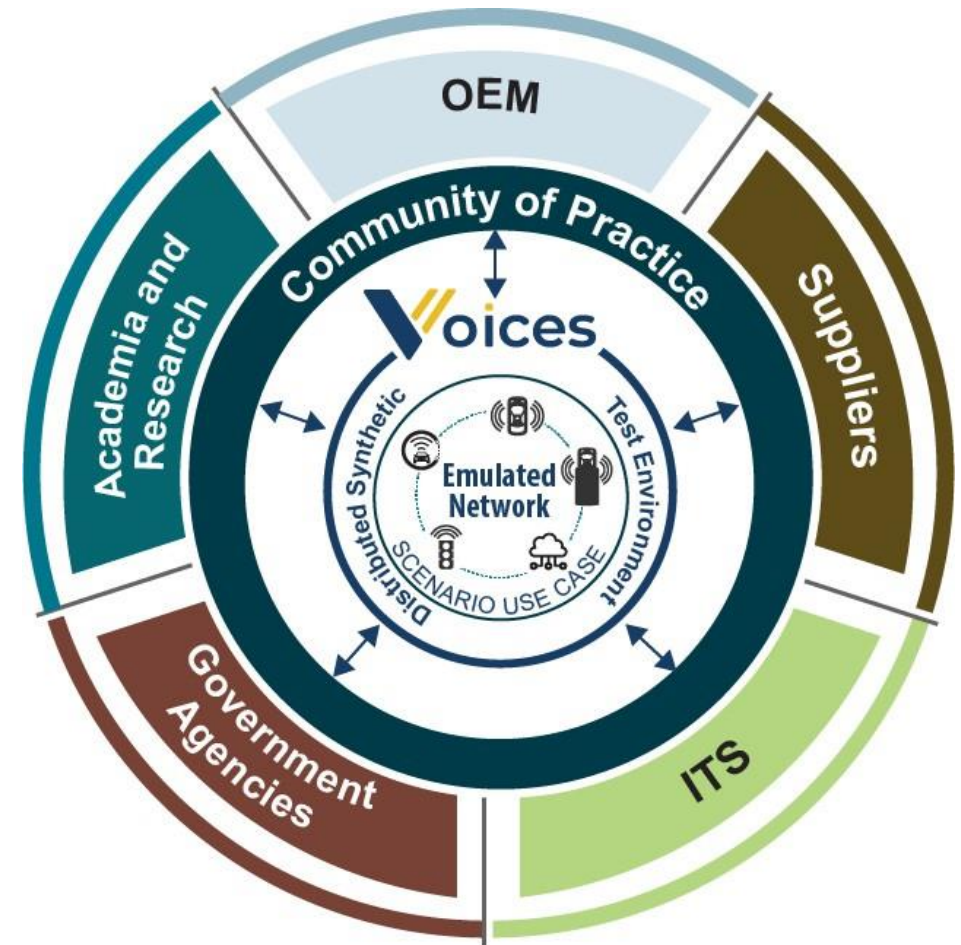 OEM
Community of Practice
Suppliers
Academia and
Research
Voices
Distributed Synthetic
Test Environment
Emulated
Network
SCENARIO USE CASE
Government
Agencies
ITS